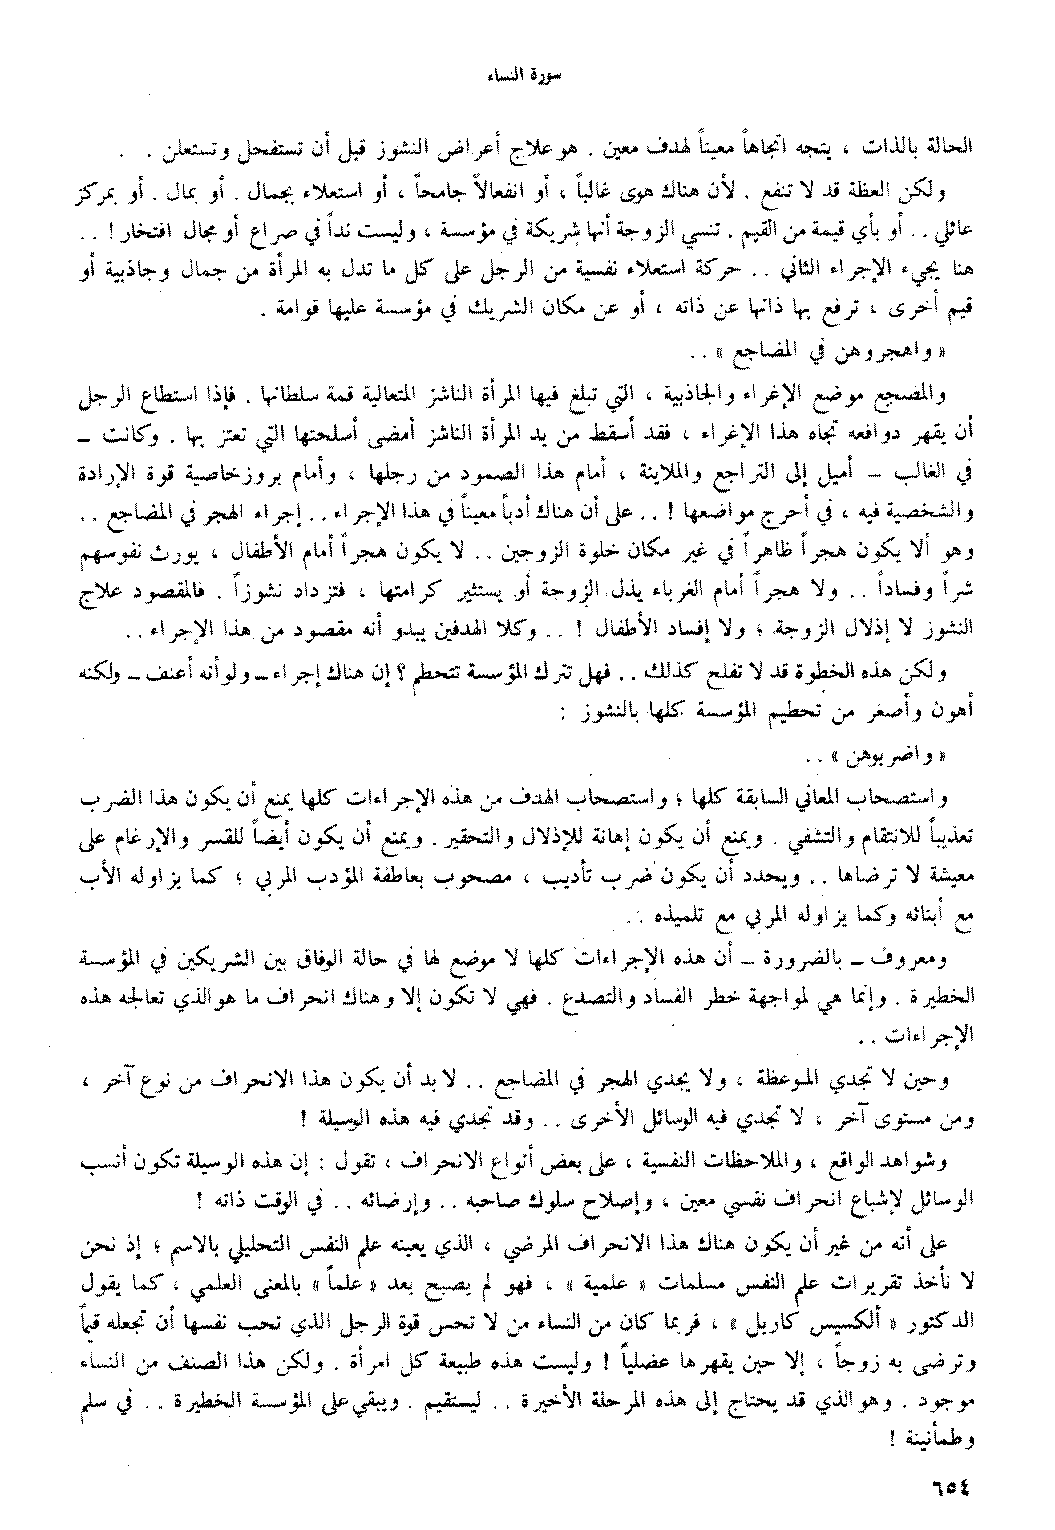 سورة النساء
الحالة بالذات ، يتجه اتجاهاً معيناً لهدف معين . هو علاج أعراض النشوز قبل أن تستفحل وتستعلن . .
ولكن العظة قد لا تنفع . لأن هناك هوى غالباً ، أو انفعالاً جامحاً ، أو استعلاء بجمال . أو بمال . أو بمركز
عائلي . . أو بأي قيمة من القيم . تنسي الزوجة أنها شريكة في مؤسسة ، وليست نداً في صراع أو مجال افتخار ! . .
هنا يجيء الإجراء الثاني . . حركة استعلاء نفسية من الرجل على كل ما تدل به المرأة من جمال وجاذبية أو
قيم أخرى ، ترفع بها ذاتها عن ذاته ، أو عن مكان الشريك في مؤسسة عليها قوامة .
« واهجروهن في المضاجع » . .
والمضجع موضع الإغراء والجاذبية ، التي تبلغ فيها المرأة الناشز المتعالية قمة سلطانها . فإذا استطاع الرجل
أن يقهر دوافعه تجاه هذا الإغراء ، فقد أسقط من يد المرأة الناشز أمضى أسلحتها التي تعتز بها . وكانت –
في الغالب – أميل إلى التراجع والملاينة ، أمام هذا الصمود من رجلها ، وأمام بروز خاصية قوة الإرادة
والشخصية فيه ، في أحرج مواضعها ! . . على أن هناك أدباً معيناً في هذا الإجراء . . إجراء الهجر في المضاجع . .
وهو ألا يكون هجراً ظاهراً في غير مكان خلوة الزوجين . . لا يكون هجراً أمام الأطفال ، يورث نفوسهم
شراً وفساداً . . ولا هجراً أمام الغرباء يذل الزوجة أو يستثير كرامتها ، فتزداد نشوزاً . فالمقصود علاج
النشوز لا إذلال الزوجة ؛ ولا إفساد الأطفال ! . . وكلا الهدفين يبدو أنه مقصود من هذا الإجراء . .
ولكن هذه الخطوة قد لا تفلح كذلك . . فهل تترك المؤسسة تتحطم ؟ إن هناك إجراء – ولو أنه أعنف – ولكنه
أهون وأصغر من تحطيم المؤسسة كلها بالنشوز :
« واضربوهن » . .
واستصحاب المعاني السابقة كلها ؛ واستصحاب الهدف من هذه الإجراءات كلها يمنع أن يكون هذا الضرب
تعذيباً للانتقام والتشفي . ويمنع أن يكون إهانة للإذلال والتحقير . ويمنع أن يكون أيضاً للقسر والإرغام على
معيشة لا ترضاها . . ويحدد أن يكون ضرب تأديب ، مصحوب بعاطفة المؤدب المربي ؛ كما يزاوله الأب
مع أبنائه وكما يزاوله المربي مع تلميذه . .
ومعروف – بالضرورة – أن هذه الإجراءات كلها لا موضع لها في حالة الوفاق بين الشريكين في المؤسسة
الخطيرة . وإنما هي لمواجهة خطر الفساد والتصدع . فهي لا تكون إلا وهناك انحراف ما هو الذي تعالجه هذه
الإجراءات . .
وحين لا تجدي الموعظة ، ولا يجدي الهجر في المضاجع . . لا بد أن يكون هذا الانحراف من نوع آخر ،
ومن مستوى آخر ، لا تجدي فيه الوسائل الأخرى . . وقد تجدي فيه هذه الوسيلة !
وشواهد الواقع ، والملاحظات النفسية ، على بعض أنواع الانحراف ، تقول : إن هذه الوسيلة تكون أنسب
الوسائل لإشباع انحراف نفسي معين ، وإصلاح سلوك صاحبه . . وإرضائه . . في الوقت ذاته !
على أنه من غير أن يكون هناك هذا الانحراف المرضي ، الذي يعينه علم النفس التحليلي بالاسم ؛ إذ نحن
لا نأخذ تقريرات علم النفس مسلمات « علمية » ، فهو لم يصبح بعد « علماً » بالمعنى العلمي ، كما يقول
الدكتور « ألكسيس كاريل » ، فربما كان من النساء من لا تحس قوة الرجل الذي تحب نفسها أن تجعله قيماً
وترضى به زوجاً ، إلا حين يقهرها عضلياً ! وليست هذه طبيعة كل امرأة . ولكن هذا الصنف من النساء
موجود . وهو الذي قد يحتاج إلى هذه المرحلة الأخيرة . . ليستقيم . ويبقي على المؤسسة الخطيرة . . في سلم
وطمأنينة !
٦٥٤